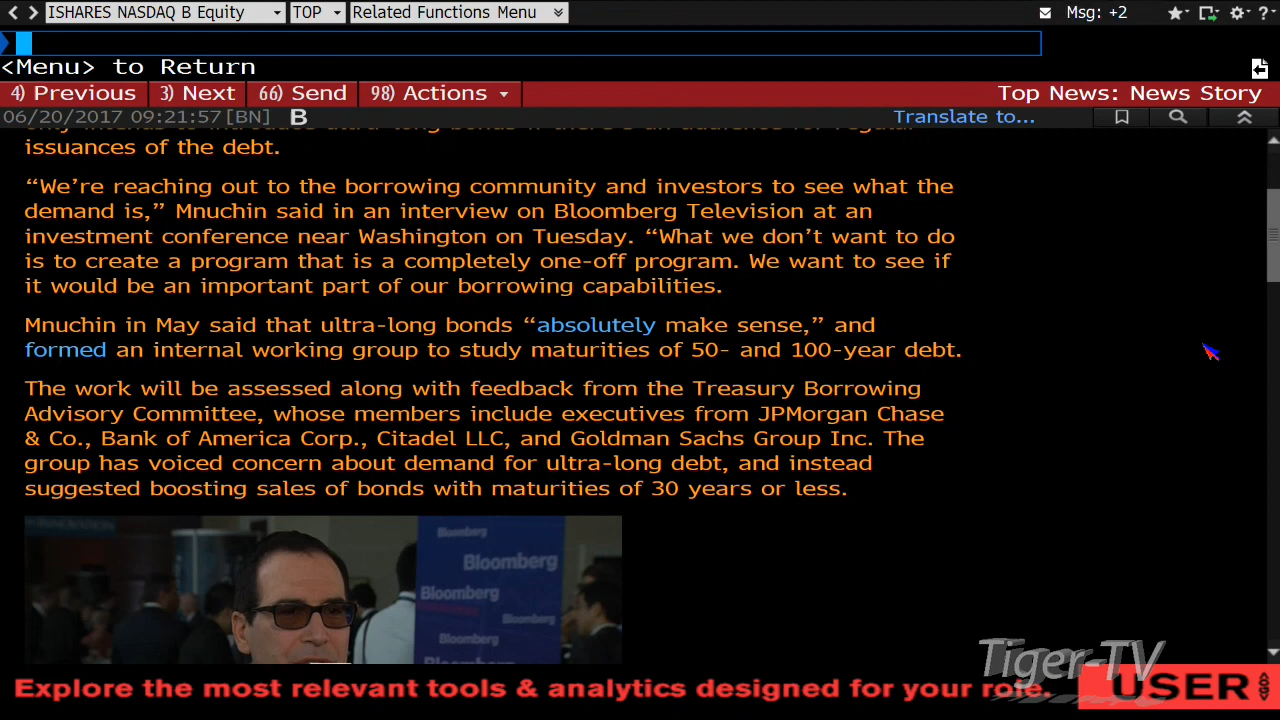 ISHARES NASDAQ B Equity TOP Related Functions Menu Msg: +2 ?
<Menu> to Return
4) Previous 3) Next 66) Send 98) Actions Top News: News Story
06/20/2017 09:21:57[BN] B Translate to...
issuances of the debt.
“We’re reaching out to the borrowing community and investors to see what the
demand is,” Mnuchin said in an interview on Bloomberg Television at an
investment conference near Washington on Tuesday. “What we don’t want to do
is to create a program that is a completely one-off program. We want to see if
it would be an important part of our borrowing capabilities.
Mnuchin in May said that ultra-long bonds “absolutely make sense,” and
formed an internal working group to study maturities of 50- and 100-year debt.
The work will be assessed along with feedback from the Treasury Borrowing
Advisory Committee, whose members include executives from JPMorgan Chase
& Co., Bank of America Corp., Citadel LLC, and Goldman Sachs Group Inc. The
group has voiced concern about demand for ultra-long debt, and instead
suggested boosting sales of bonds with maturities of 30 years or less.
Bloomberg
Bloomberg
Bloomberg
Bloomberg
Bloomberg
Bloomberg
Tiger-TV
Explore the most relevant tools & analytics designed for your role. USER